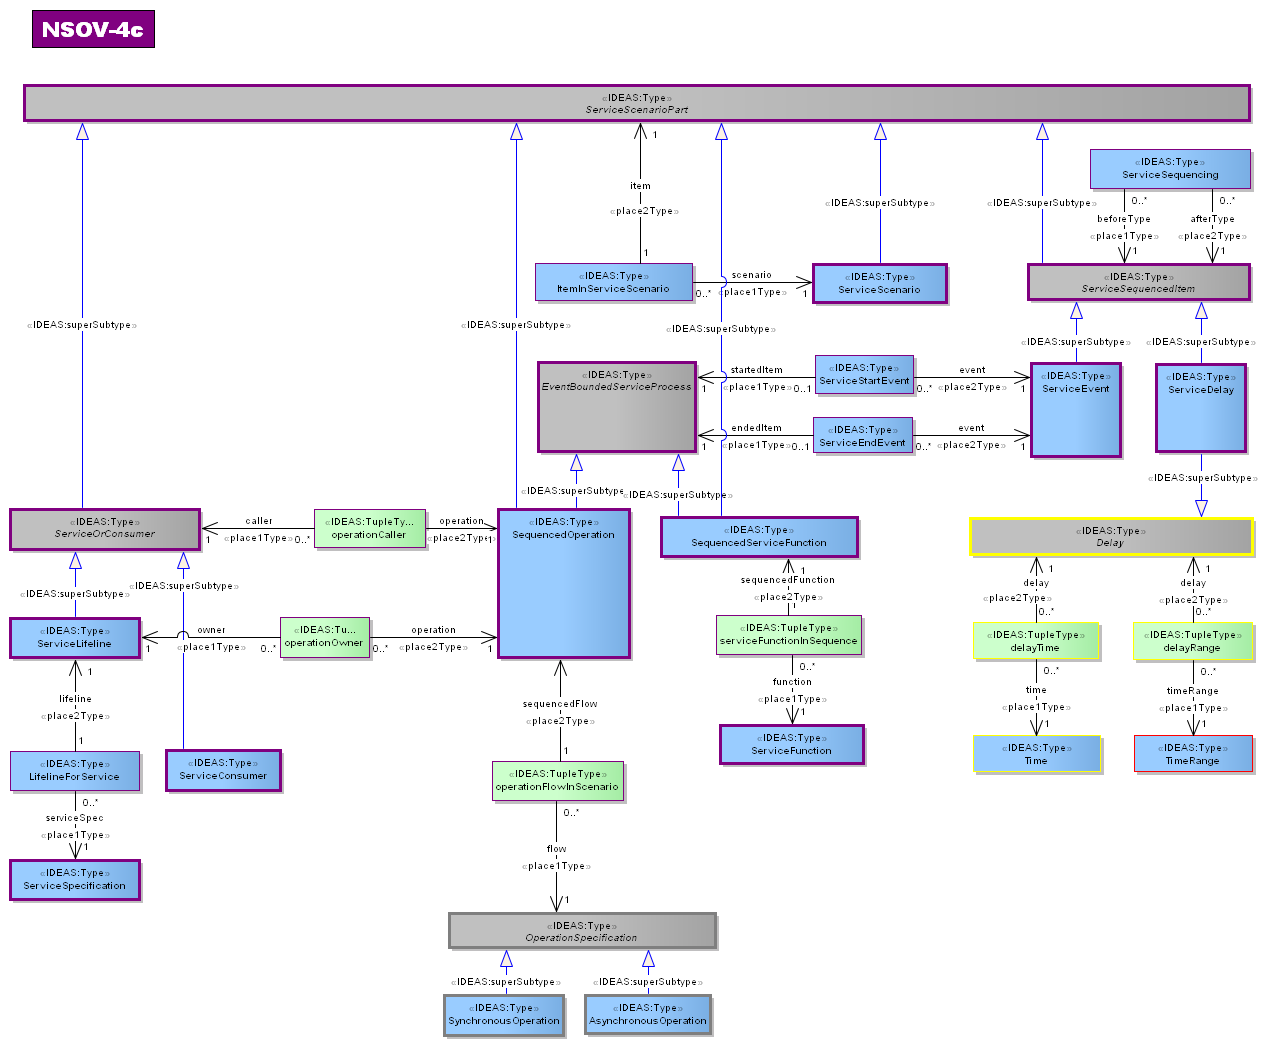 NSOV-4c
«IDEAS:Type»
ServiceScenarioPart
1
item
«place2Type»
1
«IDEAS:superSubtype»
«IDEAS:superSubtype»
«IDEAS:Type»
ServiceSequencing
0..*
0..*
beforeType
afterType
«place1Type»
«place2Type»
1
1
«IDEAS:Type»
ItemInServiceScenario
scenario
0..*
«place1Type»
1
«IDEAS:Type»
ServiceScenario
«IDEAS:Type»
ServiceSequencedItem
«IDEAS:superSubtype»
«IDEAS:superSubtype»
«IDEAS:superSubtype»
«IDEAS:superSubtype»
«IDEAS:superSubtype»
«IDEAS:Type»
EventBoundedServiceProcess
startedItem
1
«place1Type»
0..1
«IDEAS:Type»
ServiceStartEvent
event
0..*
«place2Type»
1
endedItem
1
«place1Type»
0..1
«IDEAS:Type»
ServiceEndEvent
event
0..*
«place2Type»
1
«IDEAS:Type»
ServiceEvent
«IDEAS:Type»
ServiceDelay
«IDEAS:superSubtype»
«IDEAS:superSubtype
«IDEAS:superSubtype»
«IDEAS:Type»
ServiceOrConsumer
caller
1
«place1Type»
0..*
«IDEAS:TupleTy...
operationCaller
operation
«place2Type»
1
«IDEAS:Type»
SequencedOperation
«IDEAS:Type»
SequencedServiceFunction
«IDEAS:Type»
Delay
«IDEAS:superSubtype»
«IDEAS:superSubtype»
1
sequencedFunction
«place2Type»
1
1
delay
«place2Type»
0..*
1
delay
«place2Type»
0..*
«IDEAS:Type»
ServiceLifeline
owner
1
«place1Type»
0..*
«IDEAS:Tu...
operationOwner
operation
0..*
«place2Type»
1
«IDEAS:TupleType»
serviceFunctionInSequence
«IDEAS:TupleType»
delayTime
«IDEAS:TupleType»
delayRange
1
lifeline
«place2Type»
1
sequencedFlow
«place2Type»
1
0..*
function
«place1Type»
1
0..*
time
«place1Type»
1
0..*
timeRange
«place1Type»
1
«IDEAS:Type»
LifelineForService
«IDEAS:Type»
ServiceConsumer
«IDEAS:TupleType»
operationFlowInScenario
«IDEAS:Type»
ServiceFunction
«IDEAS:Type»
Time
«IDEAS:Type»
TimeRange
0..*
serviceSpec
«place1Type»
1
0..*
flow
«place1Type»
1
«IDEAS:Type»
ServiceSpecification
«IDEAS:Type»
OperationSpecification
«IDEAS:superSubtype»
«IDEAS:superSubtype»
«IDEAS:Type»
SynchronousOperation
«IDEAS:Type»
AsynchronousOperation